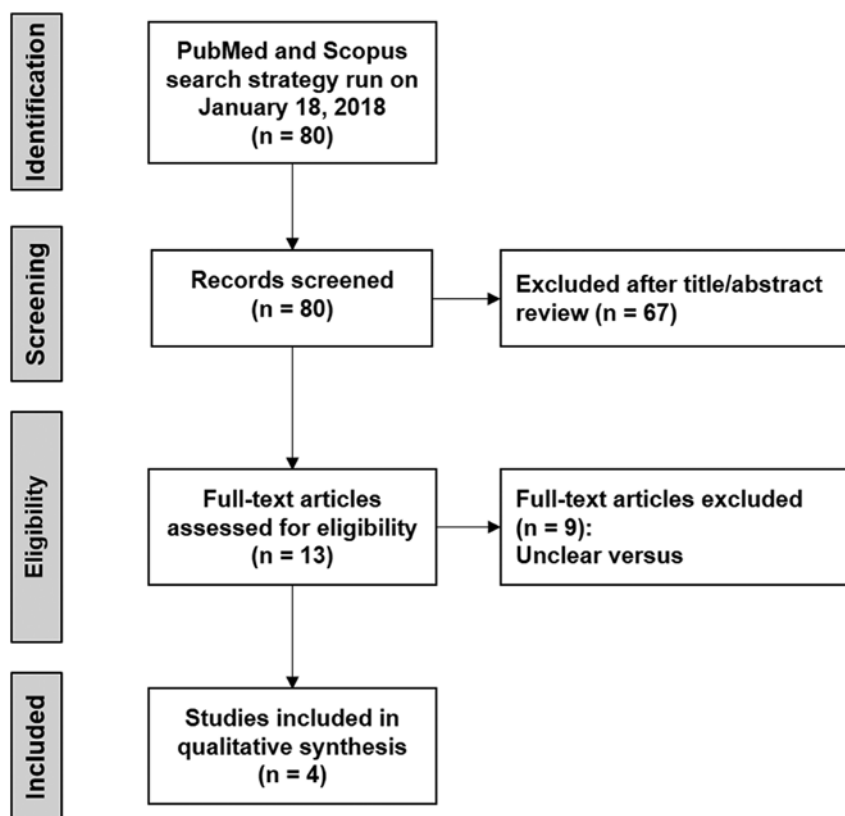 Identification
PubMed and Scopus
search strategy run on
January 18, 2018
(n = 80)
Screening
Records screened
(n = 80)
Excluded after title/abstract
review (n = 67)
Eligibility
Full-text articles
assessed for eligibility
(n = 13)
Full-text articles excluded
(n = 9):
Unclear versus
Included
Studies included in
qualitative synthesis
(n = 4)